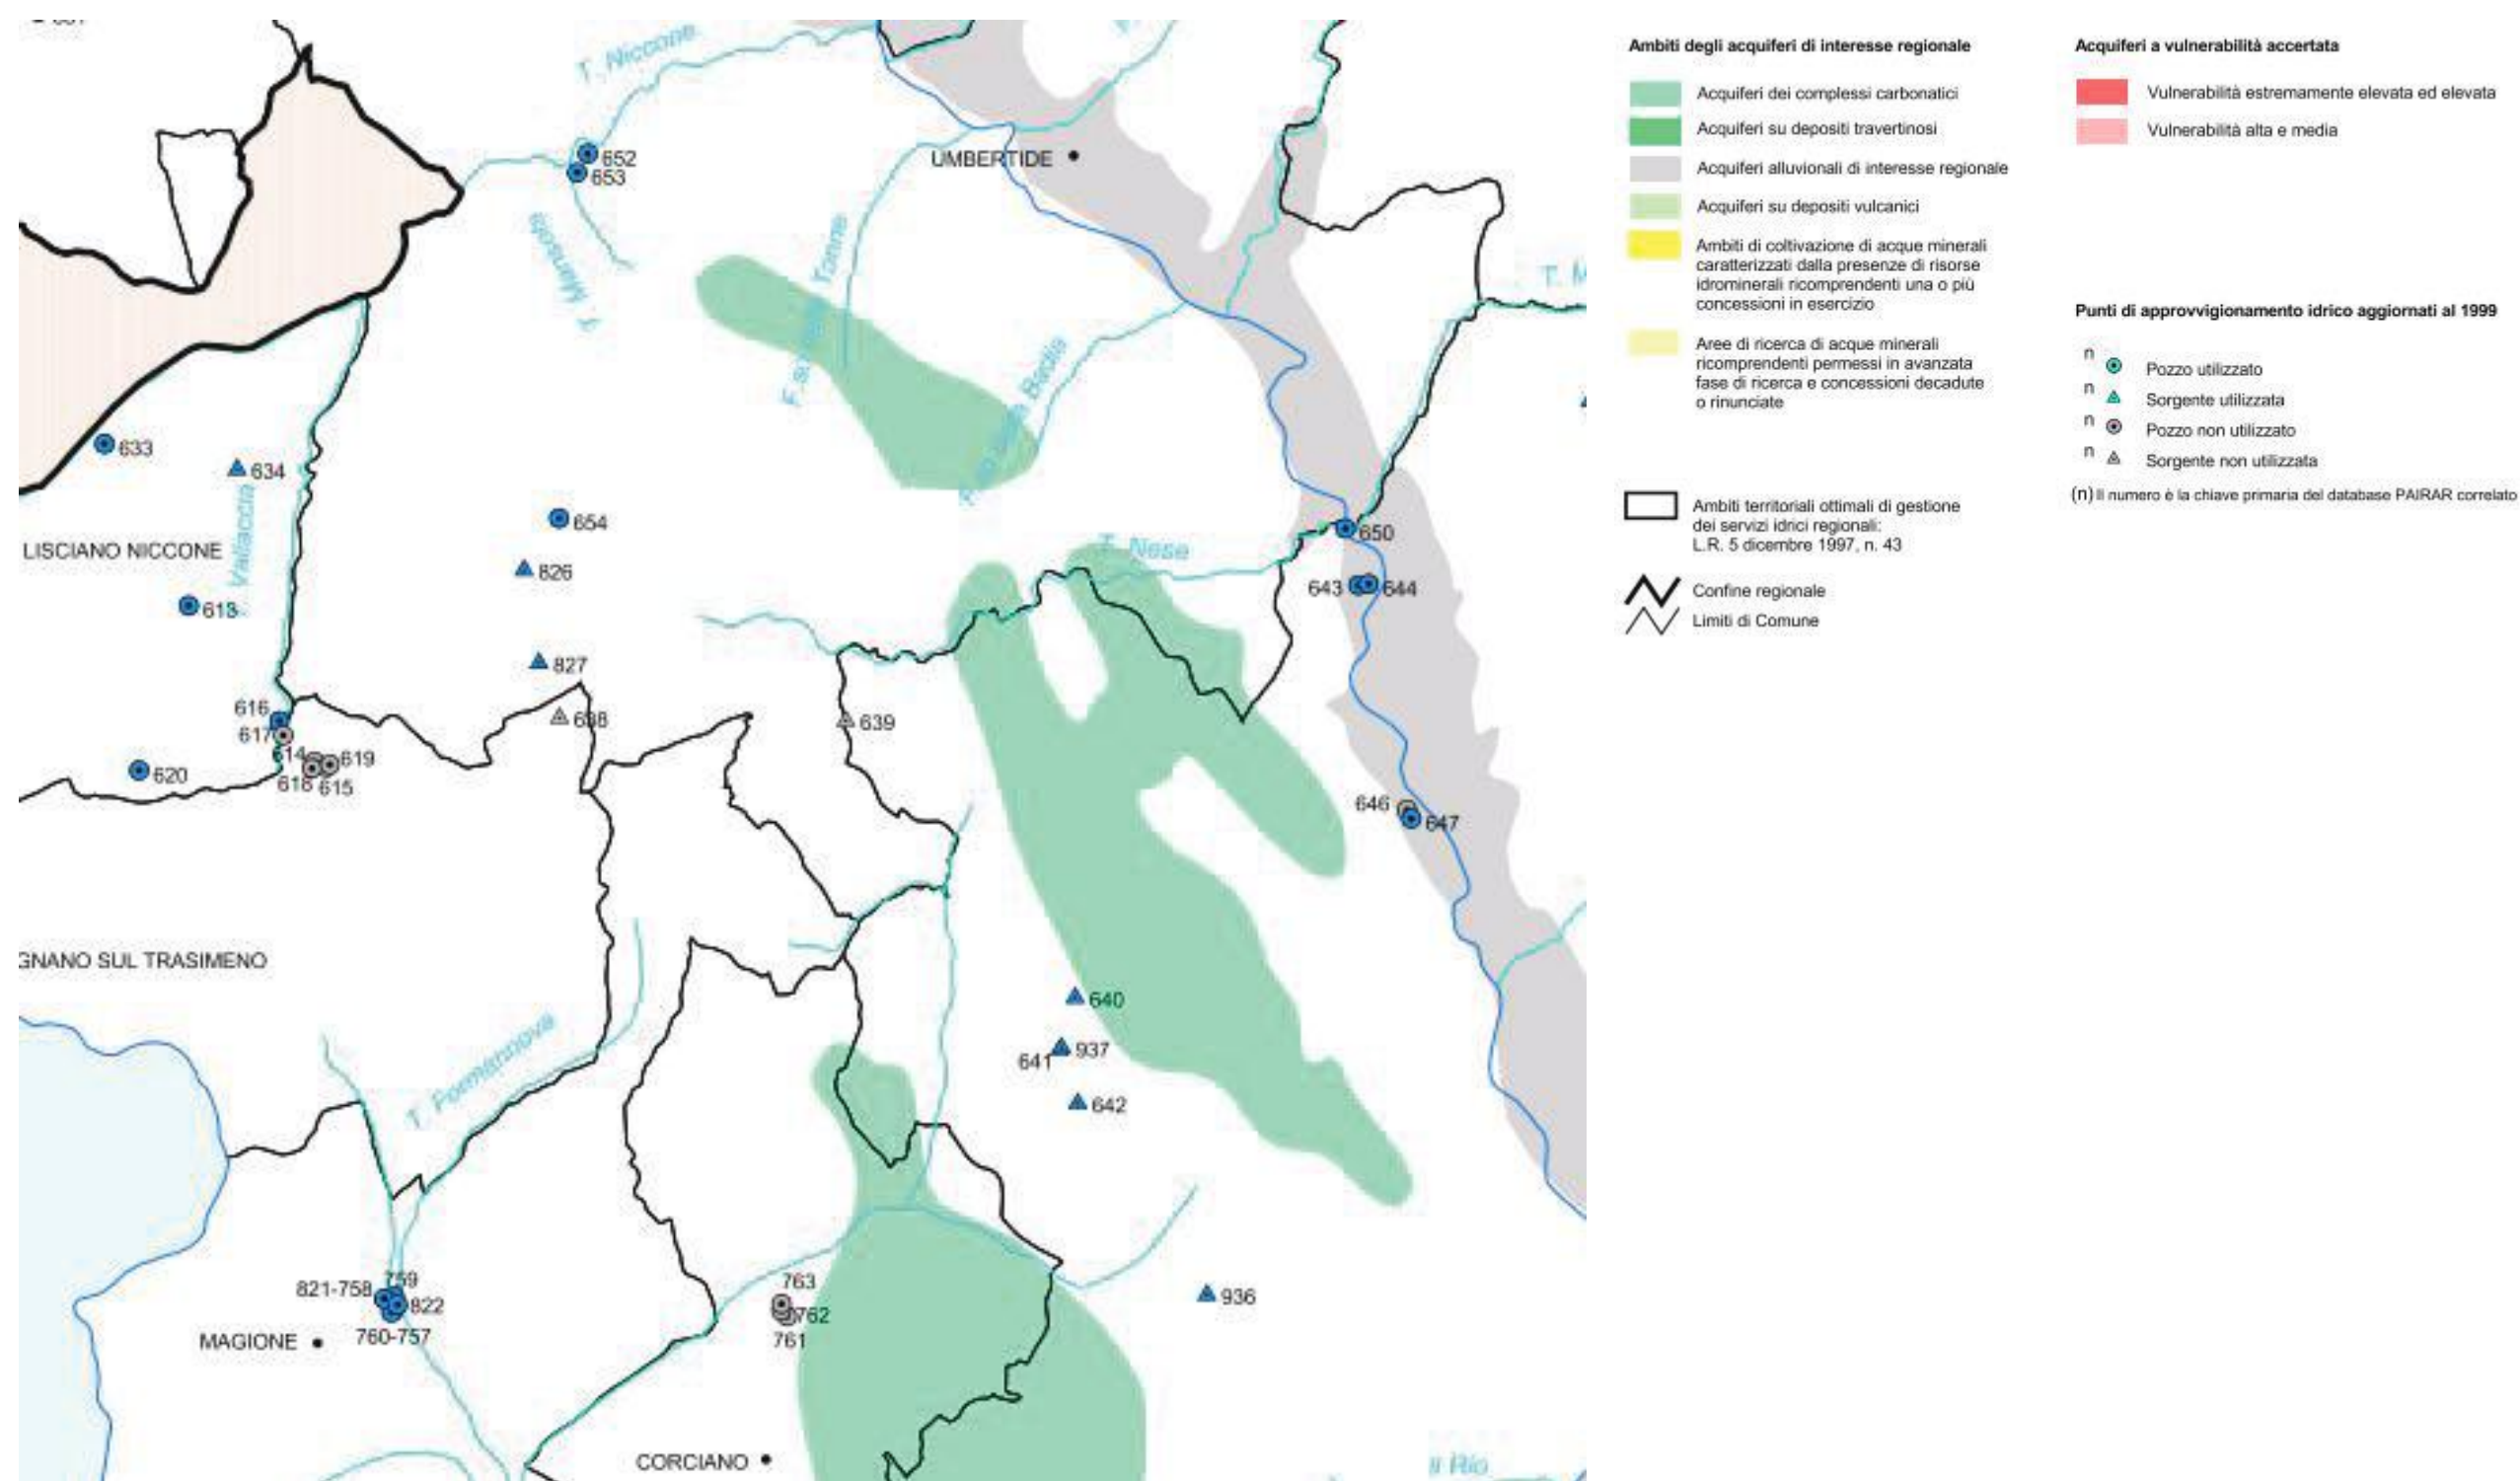 T. Niccone
652
653
UMBERTIDE
T. Mansola
Tonne
Badia
633
634
Vallaccia
654
LISCIANO NICCONE
826
613
T. Nese
650
643
644
827
616
638
639
617
614
619
620
618
615
646
647
GNANO SUL TRASIMENO
640
641
937
642
T. Formannova
759
821-758
822
763
762
936
MAGIONE
760-757
761
CORCIANO
Il Rio
Ambiti degli acquiferi di interesse regionale
Acquiferi dei complessi carbonatici
Acquiferi su depositi travertinosi
Acquiferi alluvionali di interesse regionale
Acquiferi su depositi vulcanici
Ambiti di coltivazione di acque minerali
caratterizzati dalla presenze di risorse
idrominerali ricomprendenti una o più
concessioni in esercizio
Aree di ricerca di acque minerali
ricomprendenti permessi in avanzata
fase di ricerca e concessioni decadute
o rinunciate
Ambiti territoriali ottimali di gestione
dei servizi idrici regionali:
L.R. 5 dicembre 1997, n. 43
Confine regionale
Limiti di Comune
Acquiferi a vulnerabilità accertata
Vulnerabilità estremamente elevata ed elevata
Vulnerabilità alta e media
Punti di approvvigionamento idrico aggiornati al 1999
n
Pozzo utilizzato
n
Sorgente utilizzata
n
Pozzo non utilizzato
n
Sorgente non utilizzata
(n) Il numero è la chiave primaria del database PAIRAR correlato